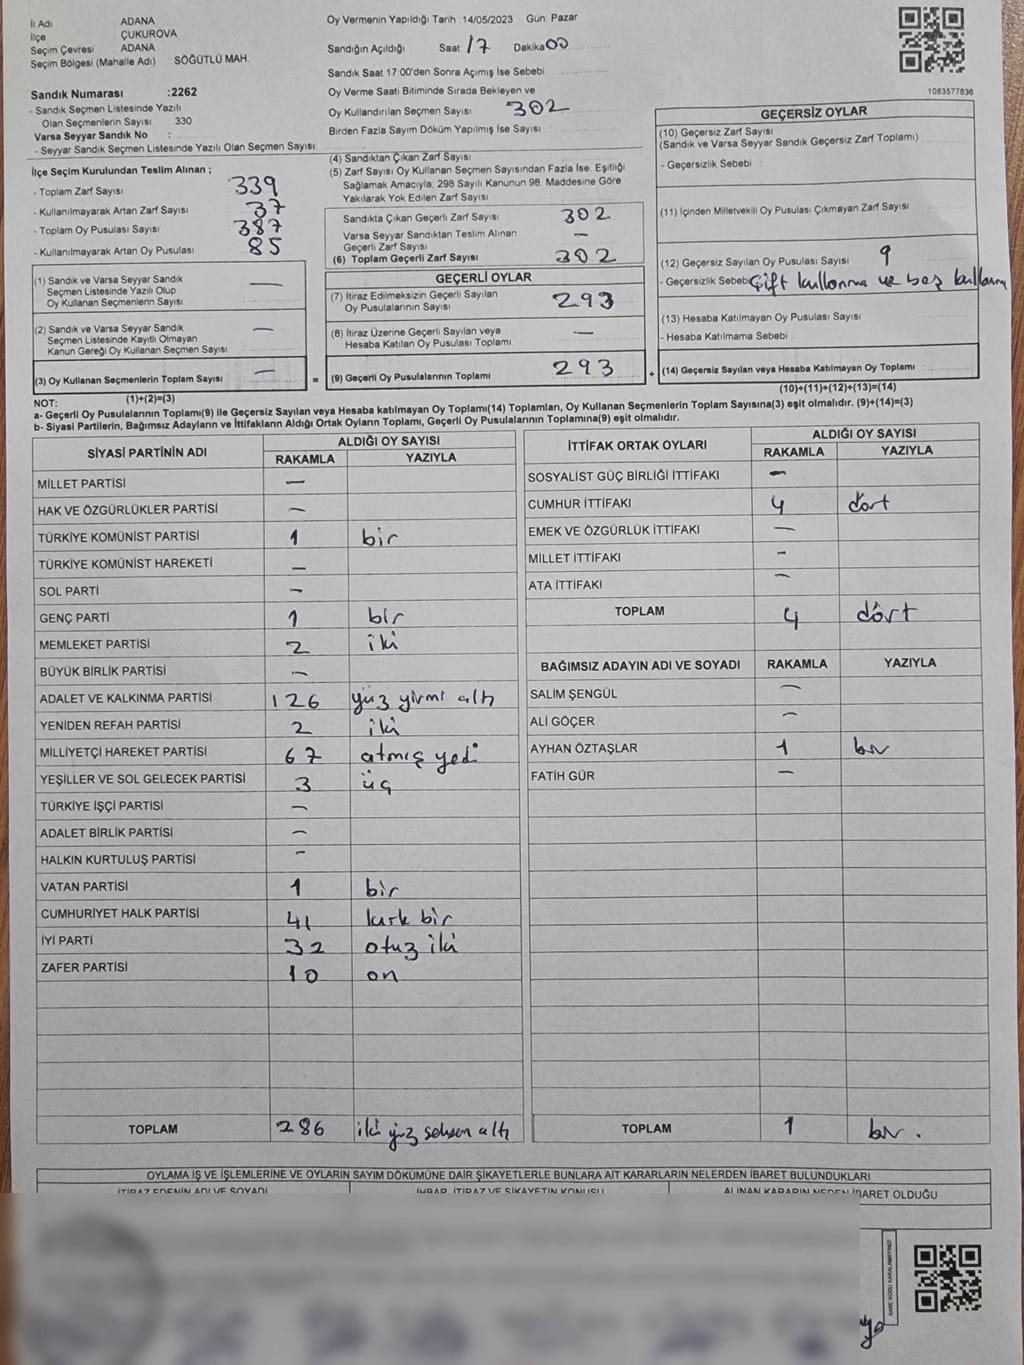 İli Adı ADANA
İlçe ÇUKUROVA
Seçim Çevresi ADANA
Seçim Bölgesi (Mahalle Adı) SÖĞÜTLÜ MAH.
Sandık Numarası :2262
- Sandık Seçmen Listesinde Yazılı
Olan Seçmenlerin Sayısı : 330
Varsa Seyyar Sandık No :
- Seyyar Sandık Seçmen Listesinde Yazılı Olan Seçmen Sayısı:
İlçe Seçim Kurulundan Teslim Alınan ;
- Toplam Zarf Sayısı 339
- Kullanılmayarak Artan Zarf Sayısı 37
- Toplam Oy Pusulası Sayısı 387
- Kullanılmayarak Artan Oy Pusulası 85
(1) Sandık ve Varsa Seyyar Sandık
Seçmen Listesinde Yazılı Olup
Oy Kullanan Seçmenlerin Sayısı —
(2) Sandık ve Varsa Seyyar Sandık
Seçmen Listesinde Kayıtlı Olmayan
Kanun Gereği Oy Kullanan Seçmen Sayısı —
(3) Oy Kullanan Seçmenlerin Toplam Sayısı —
(1)+(2)=(3)
Oy Vermenin Yapıldığı Tarih : 14/05/2023 Gün: Pazar
Sandığın Açıldığı Saat 17 Dakika 00
Sandık Saat 17:00'den Sonra Açımış İse Sebebi
Oy Verme Saati Bitiminde Sırada Bekleyen ve
Oy Kullandırılan Seçmen Sayısı 302
Birden Fazla Sayım Döküm Yapılmış İse Sayısı
(4) Sandıktan Çıkan Zarf Sayısı
(5) Zarf Sayısı Oy Kullanan Seçmen Sayısından Fazla İse, Eşitliği
Sağlamak Amacıyla; 298 Sayılı Kanunun 98. Maddesine Göre
Yakılarak Yok Edilen Zarf Sayısı
Sandıkta Çıkan Geçerli Zarf Sayısı 302
Varsa Seyyar Sandıktan Teslim Alınan
Geçerli Zarf Sayısı —
(6) Toplam Geçerli Zarf Sayısı 302
GEÇERLİ OYLAR
(7) İtiraz Edilmeksizin Geçerli Sayılan
Oy Pusulalarının Sayısı 293
(8) İtiraz Üzerine Geçerli Sayılan veya
Hesaba Katılan Oy Pusulası Toplamı —
= (9) Geçerli Oy Pusulalarının Toplamı 293 +
1083577836
GEÇERSİZ OYLAR
(10) Geçersiz Zarf Sayısı
(Sandık ve Varsa Seyyar Sandık Geçersiz Zarf Toplamı)
- Geçersizlik Sebebi :
(11) İçinden Milletvekili Oy Pusulası Çıkmayan Zarf Sayısı
(12) Geçersiz Sayılan Oy Pusulası Sayısı 9
- Geçersizlik Sebebi çift kullanma ve boş kullanma
(13) Hesaba Katılmayan Oy Pusulası Sayısı
- Hesaba Katılmama Sebebi :
(14) Geçersiz Sayılan veya Hesaba Katılmayan Oy Toplamı :
(10)+(11)+(12)+(13)=(14)
NOT:
a- Geçerli Oy Pusulalarının Toplamı(9) ile Geçersiz Sayılan veya Hesaba katılmayan Oy Toplamı(14) Toplamları, Oy Kullanan Seçmenlerin Toplam Sayısına(3) eşit olmalıdır. (9)+(14)=(3)
b- Siyasi Partilerin, Bağımsız Adayların ve İttifakların Aldığı Ortak Oyların Toplamı, Geçerli Oy Pusulalarının Toplamına(9) eşit olmalıdır.
SİYASİ PARTİNİN ADI ALDIĞI OY SAYISI
RAKAMLA YAZIYLA
MİLLET PARTİSİ —
HAK VE ÖZGÜRLÜKLER PARTİSİ —
TÜRKİYE KOMÜNİST PARTİSİ 1 bir
TÜRKİYE KOMÜNİST HAREKETİ —
SOL PARTİ —
GENÇ PARTİ 1 bir
MEMLEKET PARTİSİ 2 iki
BÜYÜK BİRLİK PARTİSİ —
ADALET VE KALKINMA PARTİSİ 126 yüz yirmi altı
YENİDEN REFAH PARTİSİ 2 iki
MİLLİYETÇİ HAREKET PARTİSİ 67 atmış yedi
YEŞİLLER VE SOL GELECEK PARTİSİ 3 üç
TÜRKİYE İŞÇİ PARTİSİ —
ADALET BİRLİK PARTİSİ —
HALKIN KURTULUŞ PARTİSİ —
VATAN PARTİSİ 1 bir
CUMHURİYET HALK PARTİSİ 41 kırk bir
İYİ PARTİ 32 otuz iki
ZAFER PARTİSİ 10 on
TOPLAM 286 iki yüz seksen altı
İTTİFAK ORTAK OYLARI ALDIĞI OY SAYISI
RAKAMLA YAZIYLA
SOSYALİST GÜÇ BİRLİĞİ İTTİFAKI —
CUMHUR İTTİFAKI 4 dört
EMEK VE ÖZGÜRLÜK İTTİFAKI —
MİLLET İTTİFAKI —
ATA İTTİFAKI —
TOPLAM 4 dört
BAĞIMSIZ ADAYIN ADI VE SOYADI RAKAMLA YAZIYLA
SALİM ŞENGÜL —
ALİ GÖÇER —
AYHAN ÖZTAŞLAR 1 bir
FATİH GÜR —
TOPLAM 1 bir.
OYLAMA İŞ VE İŞLEMLERİNE VE OYLARIN SAYIM DÖKÜMÜNE DAİR ŞİKAYETLERLE BUNLARA AİT KARARLARIN NELERDEN İBARET BULUNDUKLARI
İTİRAZ EDENİN ADI VE SOYADI İHBAR, İTİRAZ VE ŞİKAYETİN KONUSU ALINAN KARARIN NEDEN İBARET OLDUĞU
KARE KODU KARALAMAYINIZ!